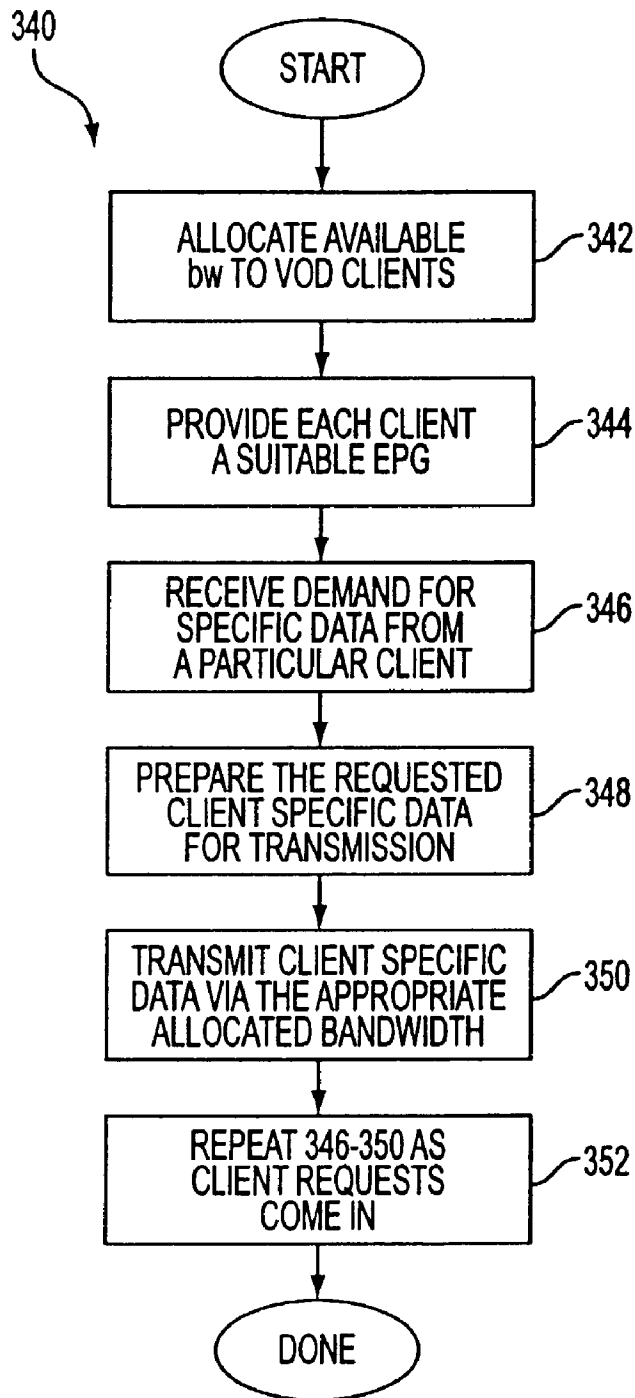 340
START
ALLOCATE AVAILABLE
bw TO VOD CLIENTS
342
PROVIDE EACH CLIENT
A SUITABLE EPG
344
RECEIVE DEMAND FOR
SPECIFIC DATA FROM
A PARTICULAR CLIENT
346
PREPARE THE REQUESTED
CLIENT SPECIFIC DATA
FOR TRANSMISSION
348
TRANSMIT CLIENT SPECIFIC
DATA VIA THE APPROPRIATE
ALLOCATED BANDWIDTH
350
REPEAT 346-350 AS
CLIENT REQUESTS
COME IN
352
DONE